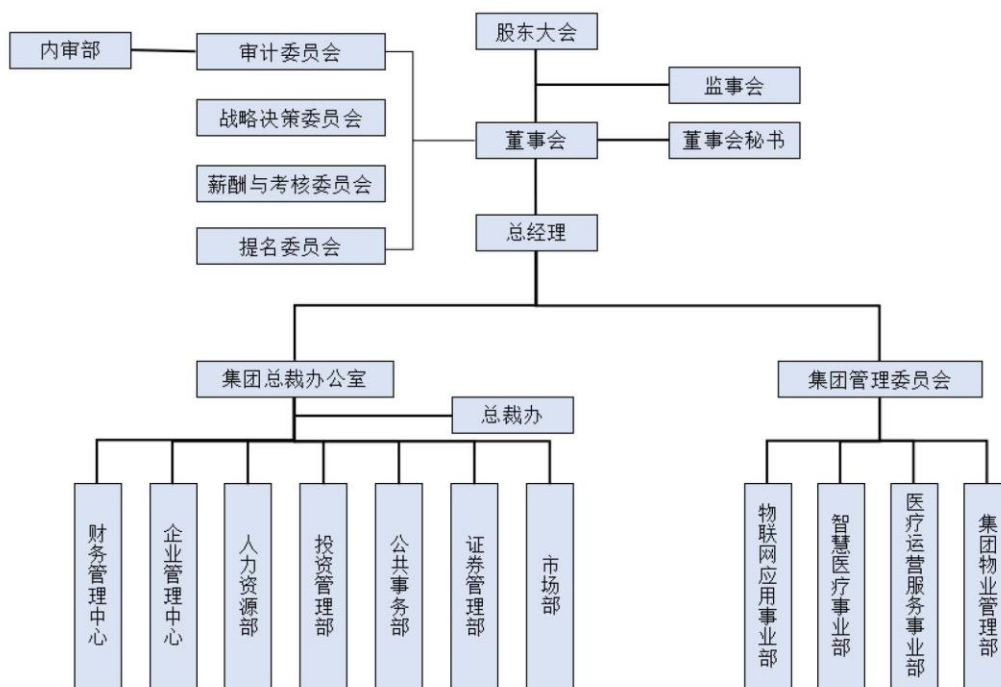 股东大会
内审部
审计委员会
监事会
战略决策委员会
董事会
董事会秘书
薪酬与考核委员会
提名委员会
总经理
集团总裁办公室
集团管理委员会
总裁办
财务管理中心
企业管理中心
人力资源部
投资管理部
公共事务部
证券管理部
市场部
物联网应用事业部
智慧医疗事业部
医疗运营服务事业部
集团物业管理部